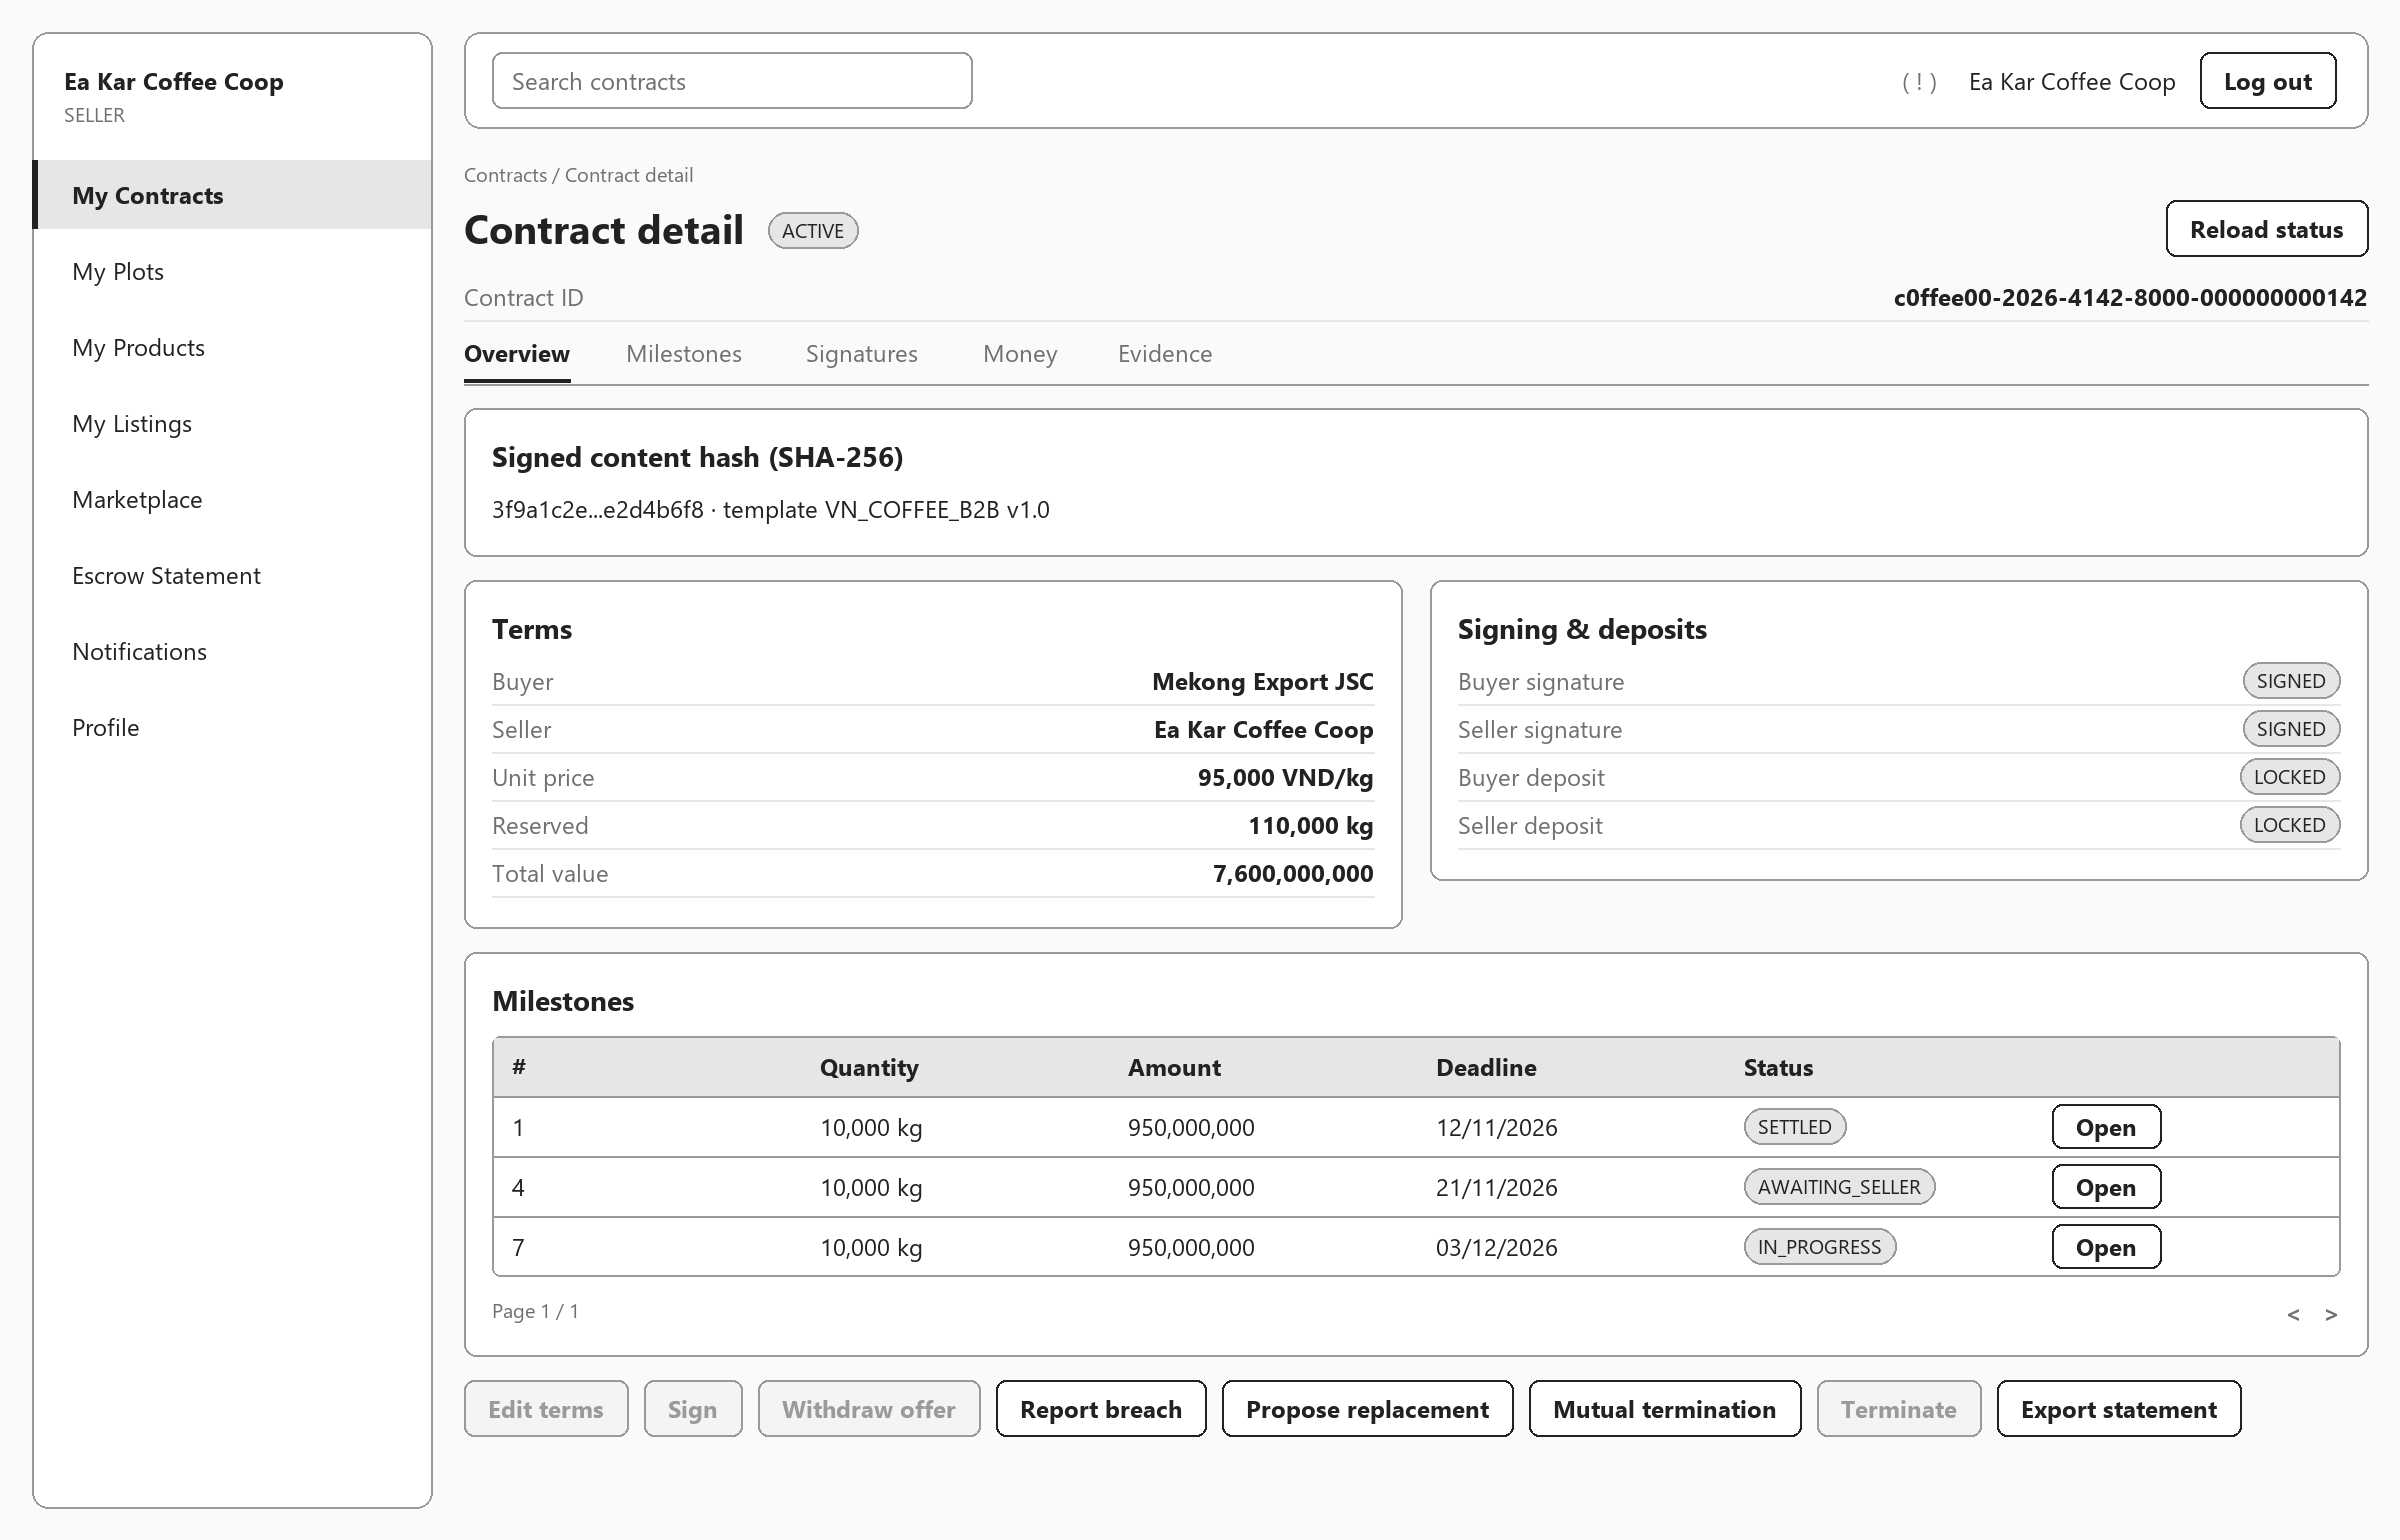 Ea Kar Coffee Coop
SELLER
My Contracts
My Plots
My Products
My Listings
Marketplace
Escrow Statement
Notifications
Profile
Search contracts
( ! ) Ea Kar Coffee Coop Log out
Contracts / Contract detail
Contract detail ACTIVE Reload status
Contract ID c0ffee00-2026-4142-8000-000000000142
Overview Milestones Signatures Money Evidence
Signed content hash (SHA-256)
3f9a1c2e...e2d4b6f8 · template VN_COFFEE_B2B v1.0
Terms
Buyer Mekong Export JSC
Seller Ea Kar Coffee Coop
Unit price 95,000 VND/kg
Reserved 110,000 kg
Total value 7,600,000,000
Signing & deposits
Buyer signature SIGNED
Seller signature SIGNED
Buyer deposit LOCKED
Seller deposit LOCKED
Milestones
# Quantity Amount Deadline Status
1 10,000 kg 950,000,000 12/11/2026 SETTLED Open
4 10,000 kg 950,000,000 21/11/2026 AWAITING_SELLER Open
7 10,000 kg 950,000,000 03/12/2026 IN_PROGRESS Open
Page 1 / 1 < >
Edit terms Sign Withdraw offer Report breach Propose replacement Mutual termination Terminate Export statement